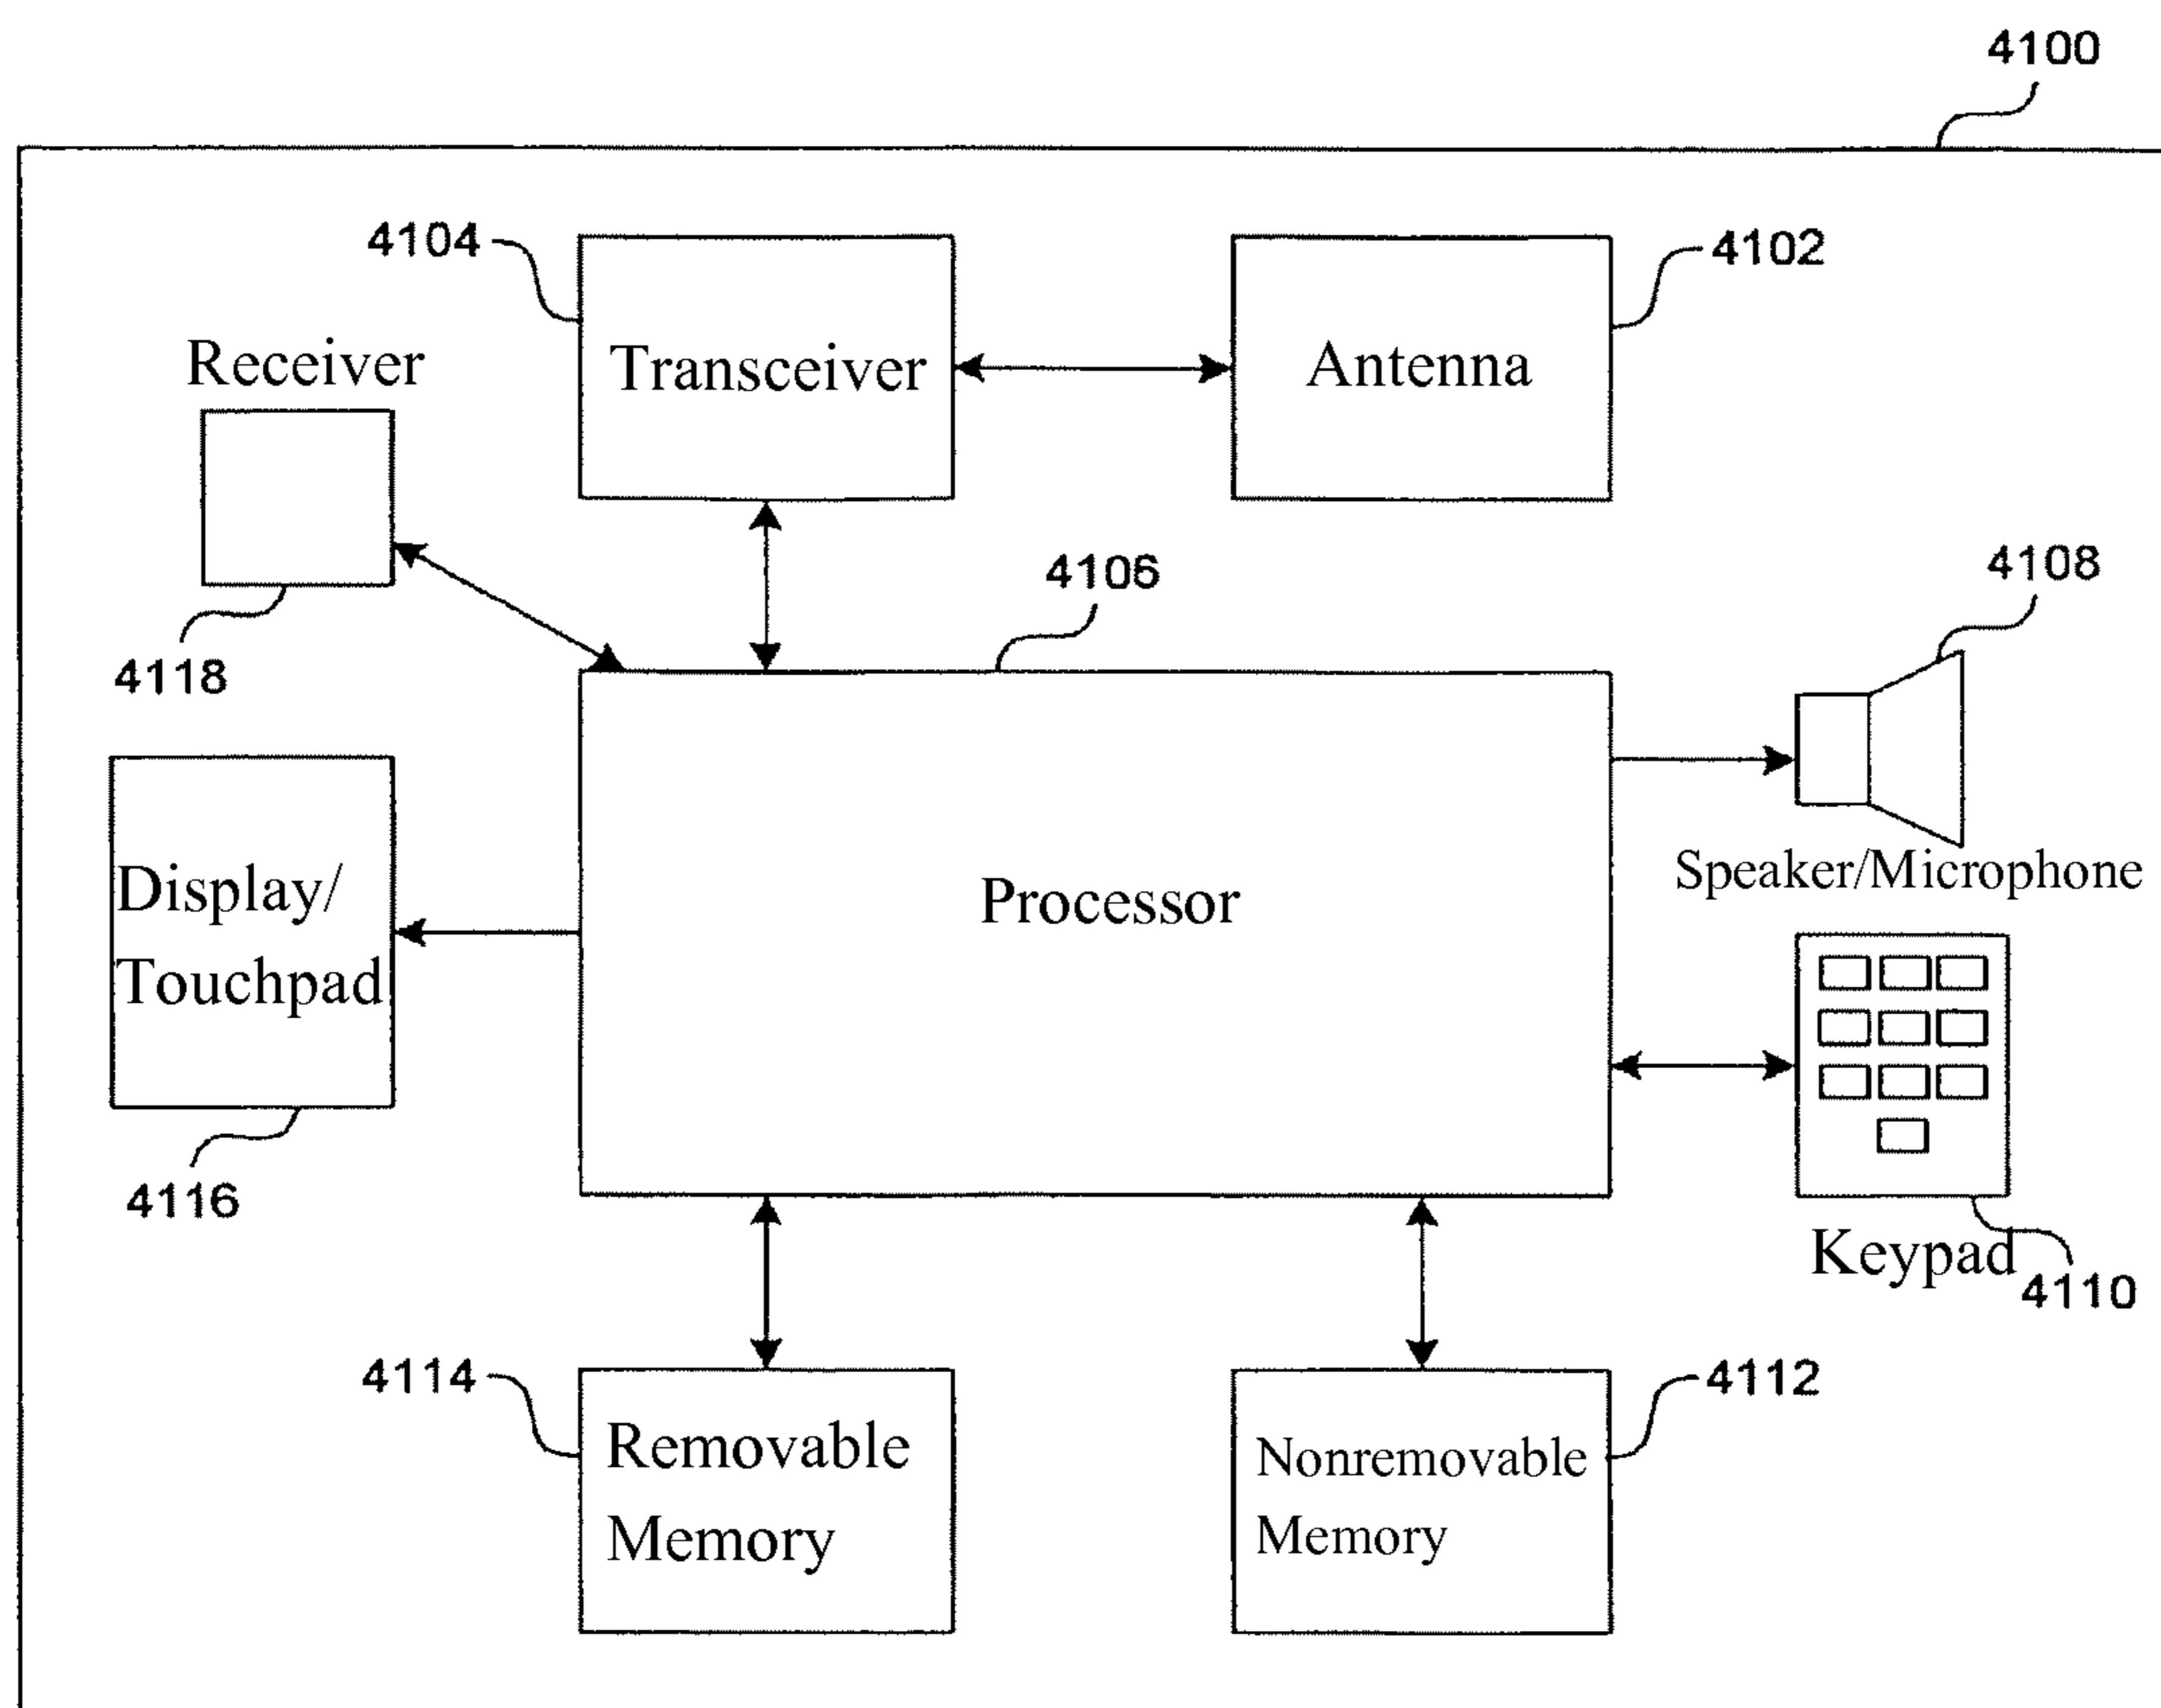 4100
4104
4102
Receiver
Transceiver
Antenna
4106
4108
4118
Display/
Touchpad
Processor
Speaker/Microphone
4116
Keypad
4110
4114
4112
Removable
Memory
Nonremovable
Memory